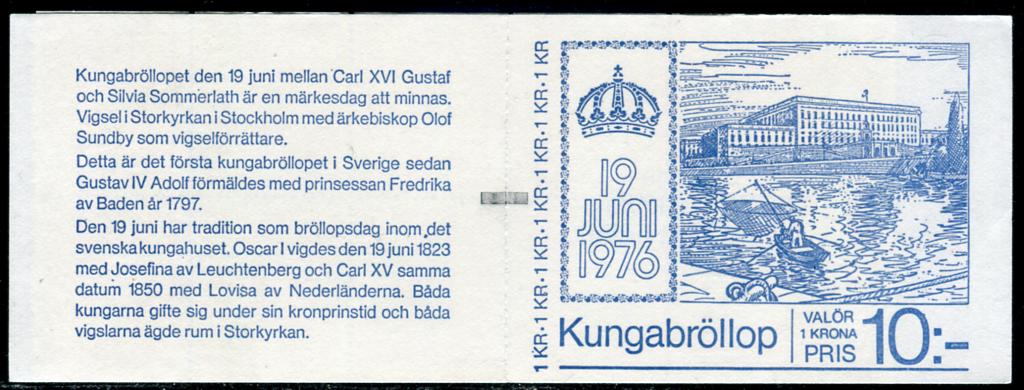 Kungabröllopet den 19 juni mellan Carl XVI Gustaf
och Silvia Sommerlath är en märkesdag att minnas.
Vigsel i Storkyrkan i Stockholm med ärkebiskop Olof
Sundby som vigselförrättare.
Detta är det första kungabröllopet i Sverige sedan
Gustav IV Adolf förmäldes med prinsessan Fredrika
av Baden år 1797.
Den 19 juni har tradition som bröllopsdag inom det
svenska kungahuset. Oscar I vigdes den 19 juni 1823
med Josefina av Leuchtenberg och Carl XV samma
datum 1850 med Lovisa av Nederländerna. Båda
kungarna gifte sig under sin kronprinstid och båda
vigslarna ägde rum i Storkyrkan.
1 KR·1 KR·1 KR·1 KR·1 KR·1 KR·1 KR·1 KR
19
JUNI
1976
Kungabröllop
VALÖR
1 KRONA
PRIS
10:-